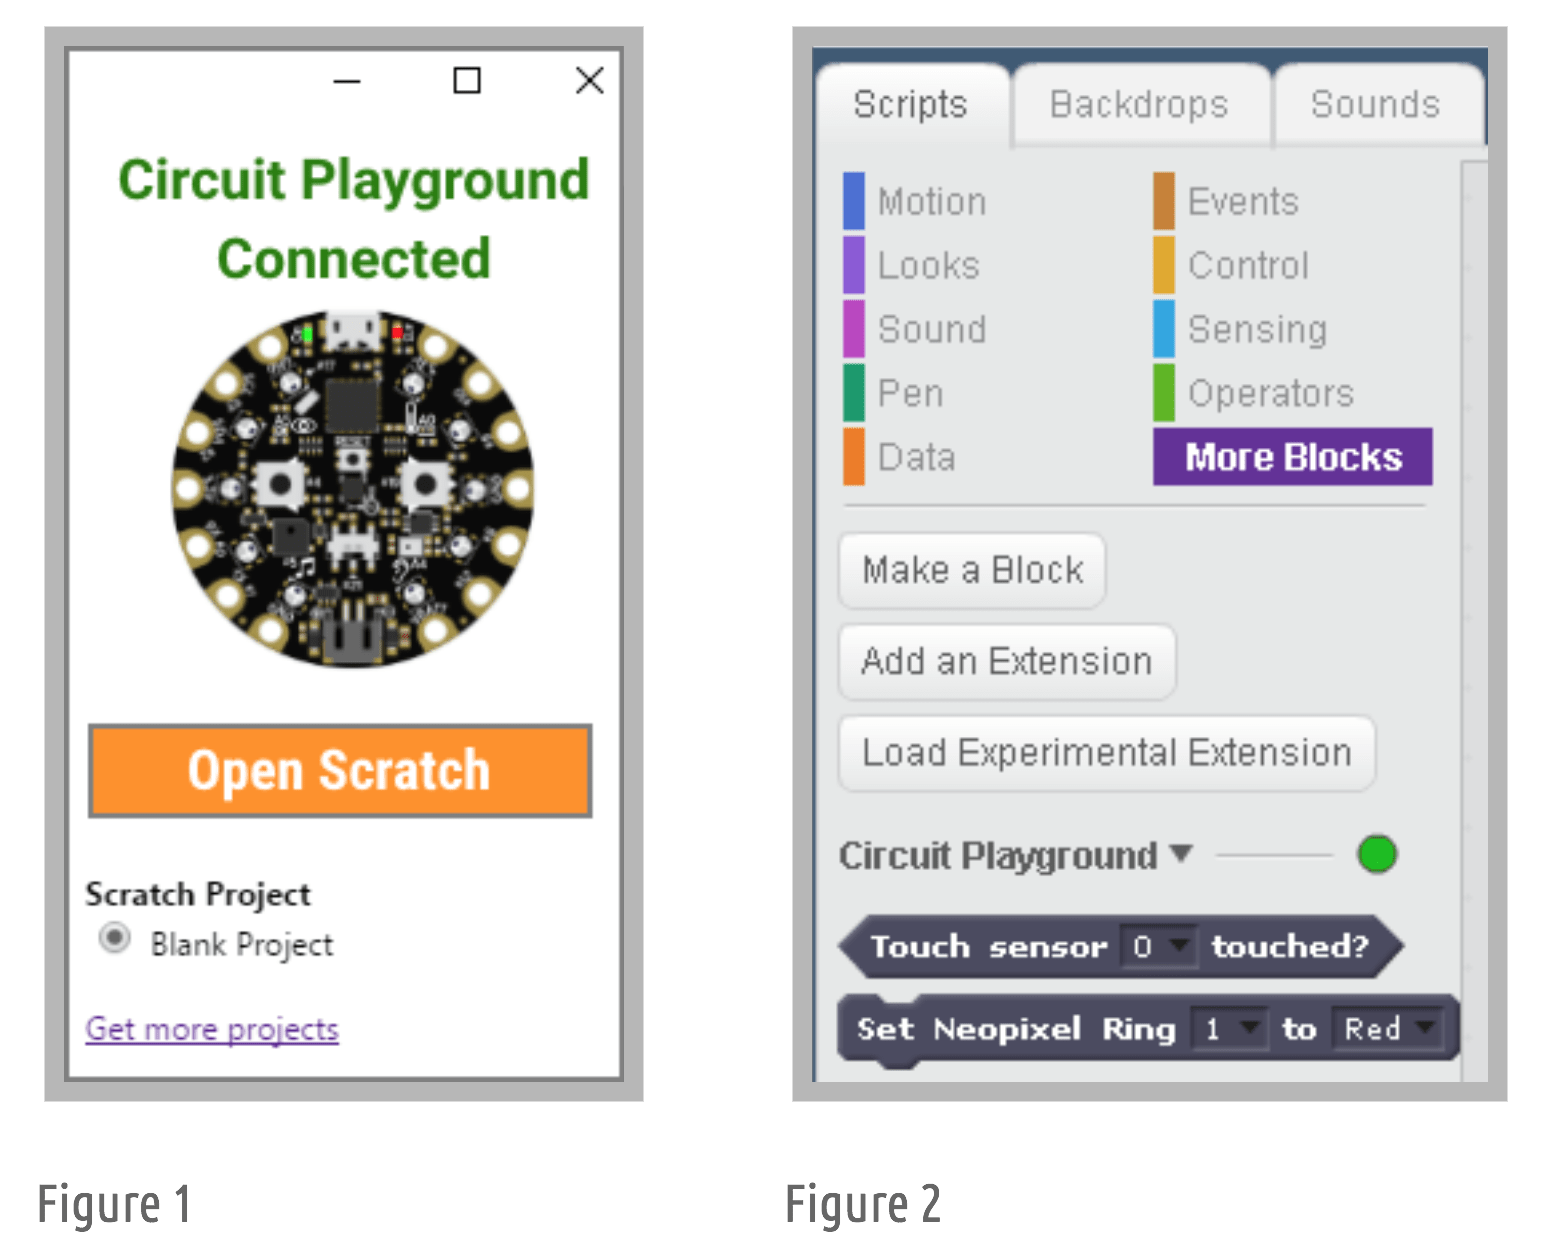 Circuit Playground
Connected
RESET
Open Scratch
Scratch Project
Blank Project
Get more projects
Figure 1
Scripts
Backdrops
Sounds
Motion
Events
Looks
Control
Sound
Sensing
Pen
Operators
Data
More Blocks
Make a Block
Add an Extension
Load Experimental Extension
Circuit Playground
Touch sensor 0 touched?
Set Neopixel Ring 1 to Red
Figure 2